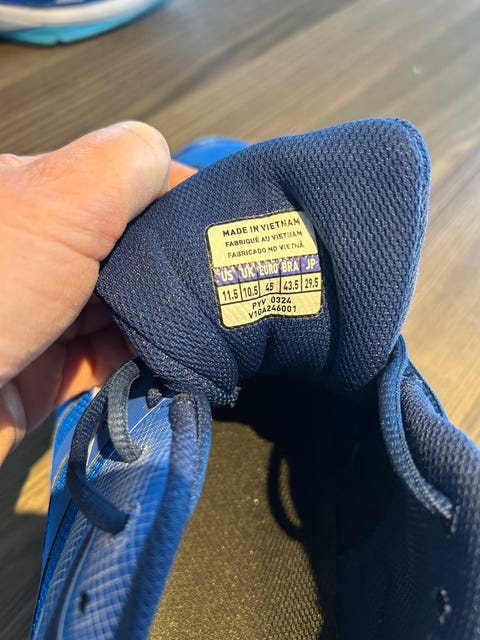 MADE IN VIETNAM
FABRIQUÉ AU VIETNAM
FABRICADO NO VIETNÃ
US UK EURO BRA JP
11.5 10.5 45 43.5 29.5
PYV 0324
V1GA246001